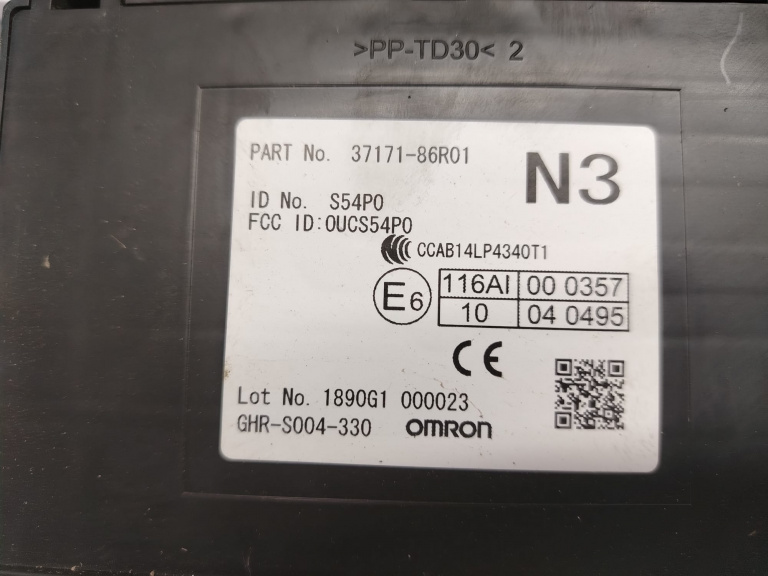 >PP-TD30< 2
PART No. 37171-86R01
N3
ID No. S54P0
FCC ID:OUCS54P0
CCC CCAB14LP4340T1
E6
116AI 00 0357
10 04 0495
CE
Lot No. 1890G1 000023
GHR-S004-330 OMRON